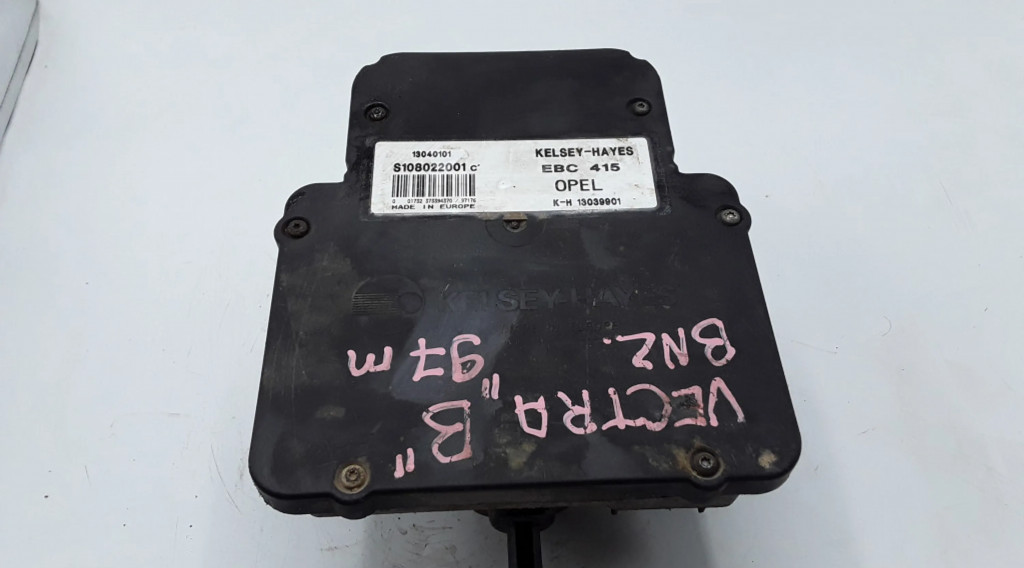 13040101
S108022001 C
MADE IN EUROPE
KELSEY-HAYES
EBC 415
OPEL
K-H 13039901
KELSEY-HAYES
VECTRA "B"
BNZ. 97 m